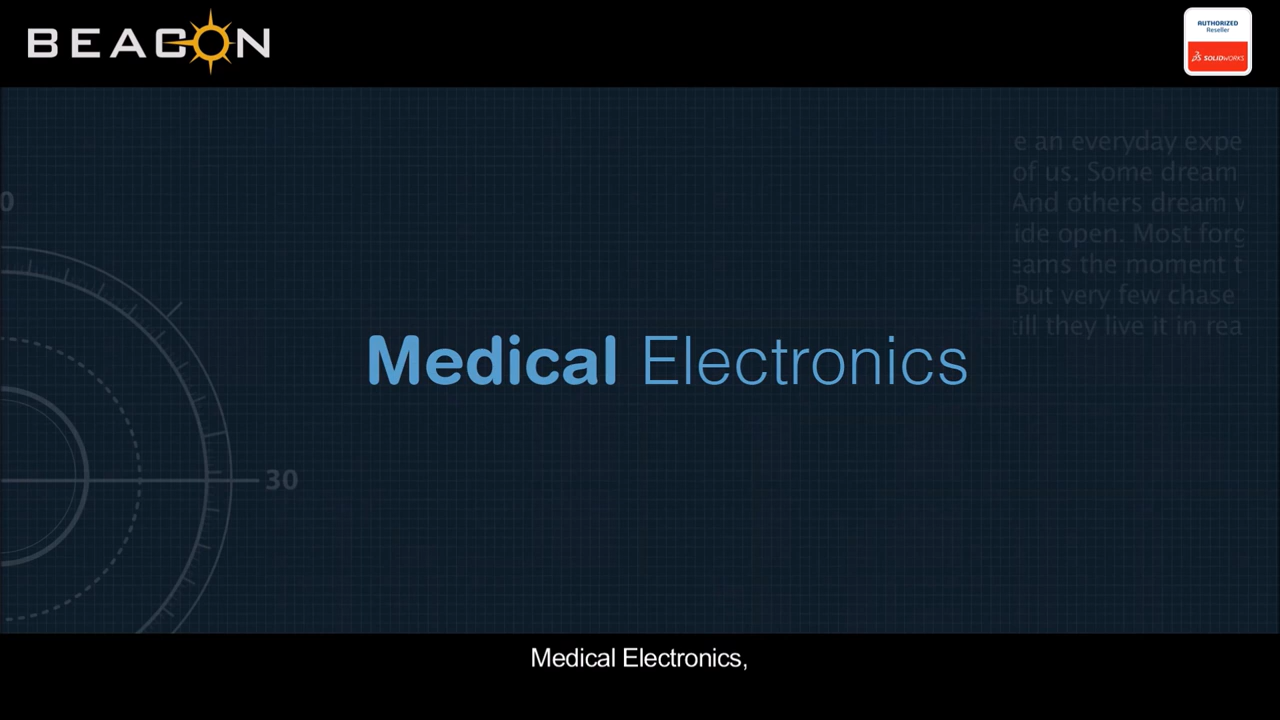 BEACON
AUTHORIZED
Reseller
SOLIDWORKS
e an everyday expe
of us. Some dream
And others dream w
ide open. Most forg
eams the moment t
But very few chase
till they live it in rea
0
Medical Electronics
30
Medical Electronics,